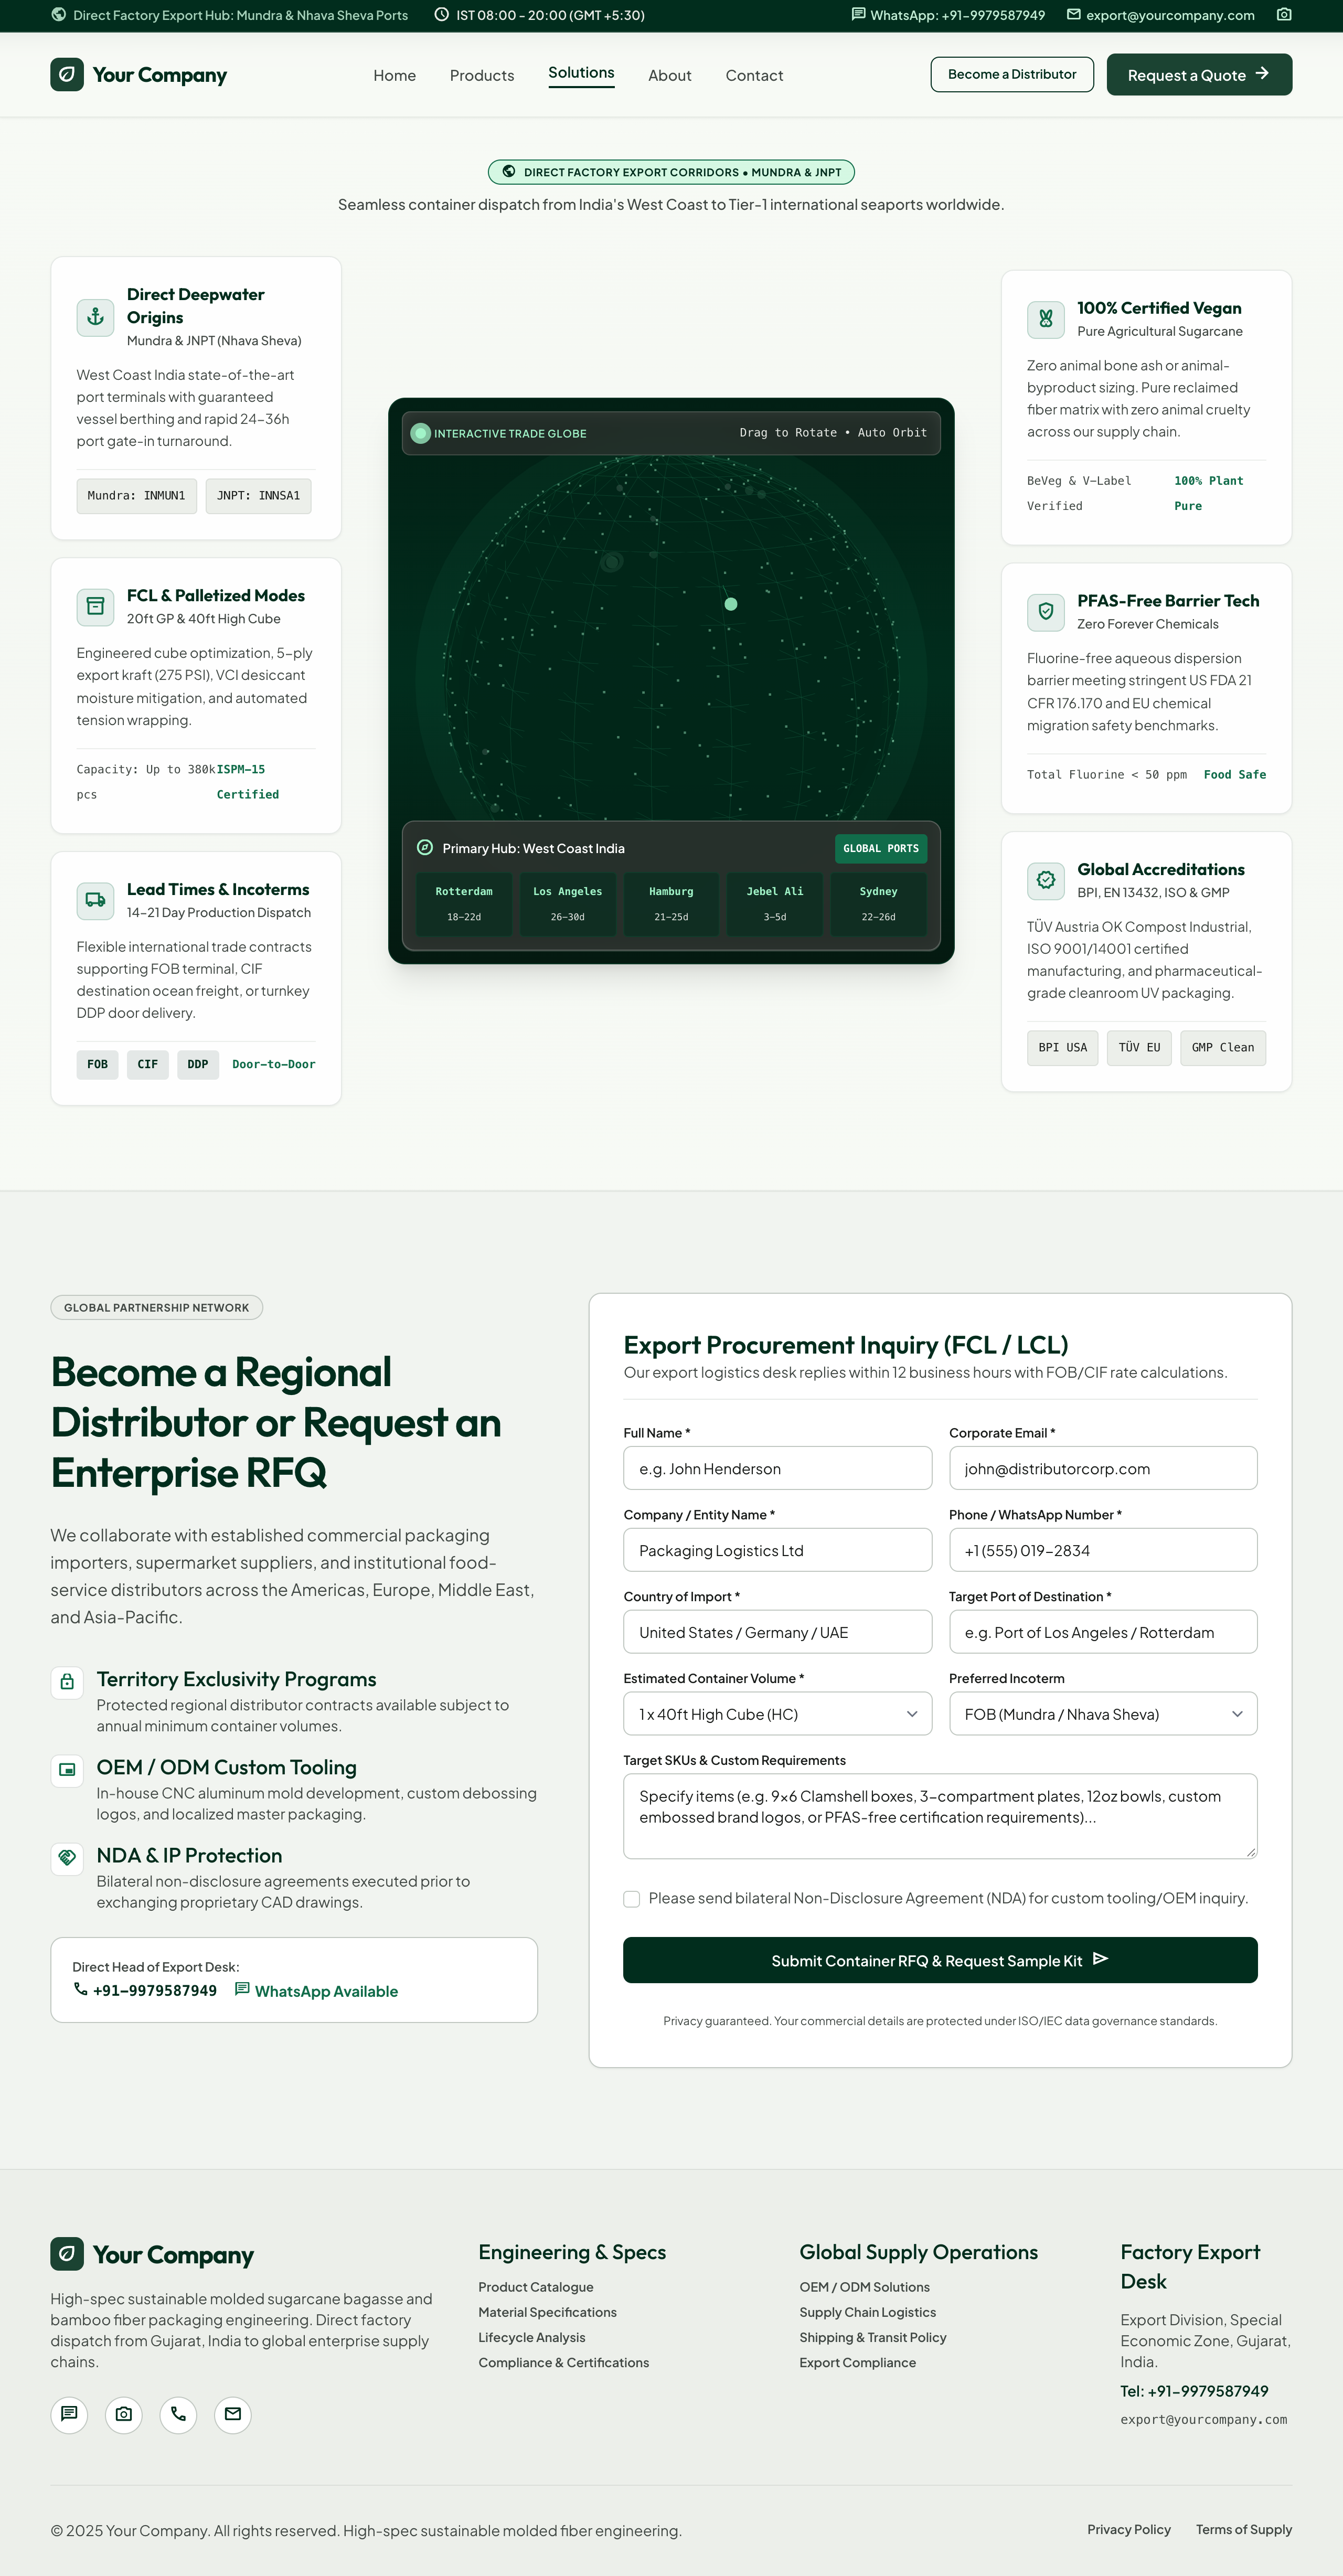 Direct Factory Export Hub: Mundra & Nhava Sheva Ports
IST 08:00 - 20:00 (GMT +5:30)
WhatsApp: +91-9979587949
export@yourcompany.com
Your Company
Home
Products
Solutions
About
Contact
Become a Distributor
Request a Quote
DIRECT FACTORY EXPORT CORRIDORS • MUNDRA & JNPT
Seamless container dispatch from India's West Coast to Tier-1 international seaports worldwide.
Direct Deepwater
Origins
Mundra & JNPT (Nhava Sheva)
West Coast India state-of-the-art
port terminals with guaranteed
vessel berthing and rapid 24-36h
port gate-in turnaround.
Mundra: INMUN1
JNPT: INNSA1
FCL & Palletized Modes
20ft GP & 40ft High Cube
Engineered cube optimization, 5-ply
export kraft (275 PSI), VCI desiccant
moisture mitigation, and automated
tension wrapping.
Capacity: Up to 380k
pcs
ISPM-15
Certified
Lead Times & Incoterms
14-21 Day Production Dispatch
Flexible international trade contracts
supporting FOB terminal, CIF
destination ocean freight, or turnkey
DDP door delivery.
FOB
CIF
DDP
Door-to-Door
INTERACTIVE TRADE GLOBE
Drag to Rotate • Auto Orbit
Primary Hub: West Coast India
GLOBAL PORTS
Rotterdam
18-22d
Los Angeles
26-30d
Hamburg
21-25d
Jebel Ali
3-5d
Sydney
22-26d
100% Certified Vegan
Pure Agricultural Sugarcane
Zero animal bone ash or animal-
byproduct sizing. Pure reclaimed
fiber matrix with zero animal cruelty
across our supply chain.
BeVeg & V-Label
Verified
100% Plant
Pure
PFAS-Free Barrier Tech
Zero Forever Chemicals
Fluorine-free aqueous dispersion
barrier meeting stringent US FDA 21
CFR 176.170 and EU chemical
migration safety benchmarks.
Total Fluorine < 50 ppm
Food Safe
Global Accreditations
BPI, EN 13432, ISO & GMP
TÜV Austria OK Compost Industrial,
ISO 9001/14001 certified
manufacturing, and pharmaceutical-
grade cleanroom UV packaging.
BPI USA
TÜV EU
GMP Clean
GLOBAL PARTNERSHIP NETWORK
Become a Regional
Distributor or Request an
Enterprise RFQ
We collaborate with established commercial packaging
importers, supermarket suppliers, and institutional food-
service distributors across the Americas, Europe, Middle East,
and Asia-Pacific.
Territory Exclusivity Programs
Protected regional distributor contracts available subject to
annual minimum container volumes.
OEM / ODM Custom Tooling
In-house CNC aluminum mold development, custom debossing
logos, and localized master packaging.
NDA & IP Protection
Bilateral non-disclosure agreements executed prior to
exchanging proprietary CAD drawings.
Direct Head of Export Desk:
+91-9979587949
WhatsApp Available
Export Procurement Inquiry (FCL / LCL)
Our export logistics desk replies within 12 business hours with FOB/CIF rate calculations.
Full Name *
Corporate Email *
e.g. John Henderson
john@distributorcorp.com
Company / Entity Name *
Phone / WhatsApp Number *
Packaging Logistics Ltd
+1 (555) 019-2834
Country of Import *
Target Port of Destination *
United States / Germany / UAE
e.g. Port of Los Angeles / Rotterdam
Estimated Container Volume *
Preferred Incoterm
1 x 40ft High Cube (HC)
FOB (Mundra / Nhava Sheva)
Target SKUs & Custom Requirements
Specify items (e.g. 9x6 Clamshell boxes, 3-compartment plates, 12oz bowls, custom
embossed brand logos, or PFAS-free certification requirements)...
Please send bilateral Non-Disclosure Agreement (NDA) for custom tooling/OEM inquiry.
Submit Container RFQ & Request Sample Kit
Privacy guaranteed. Your commercial details are protected under ISO/IEC data governance standards.
Your Company
High-spec sustainable molded sugarcane bagasse and
bamboo fiber packaging engineering. Direct factory
dispatch from Gujarat, India to global enterprise supply
chains.
Engineering & Specs
Product Catalogue
Material Specifications
Lifecycle Analysis
Compliance & Certifications
Global Supply Operations
OEM / ODM Solutions
Supply Chain Logistics
Shipping & Transit Policy
Export Compliance
Factory Export
Desk
Export Division, Special
Economic Zone, Gujarat,
India.
Tel: +91-9979587949
export@yourcompany.com
© 2025 Your Company. All rights reserved. High-spec sustainable molded fiber engineering.
Privacy Policy
Terms of Supply